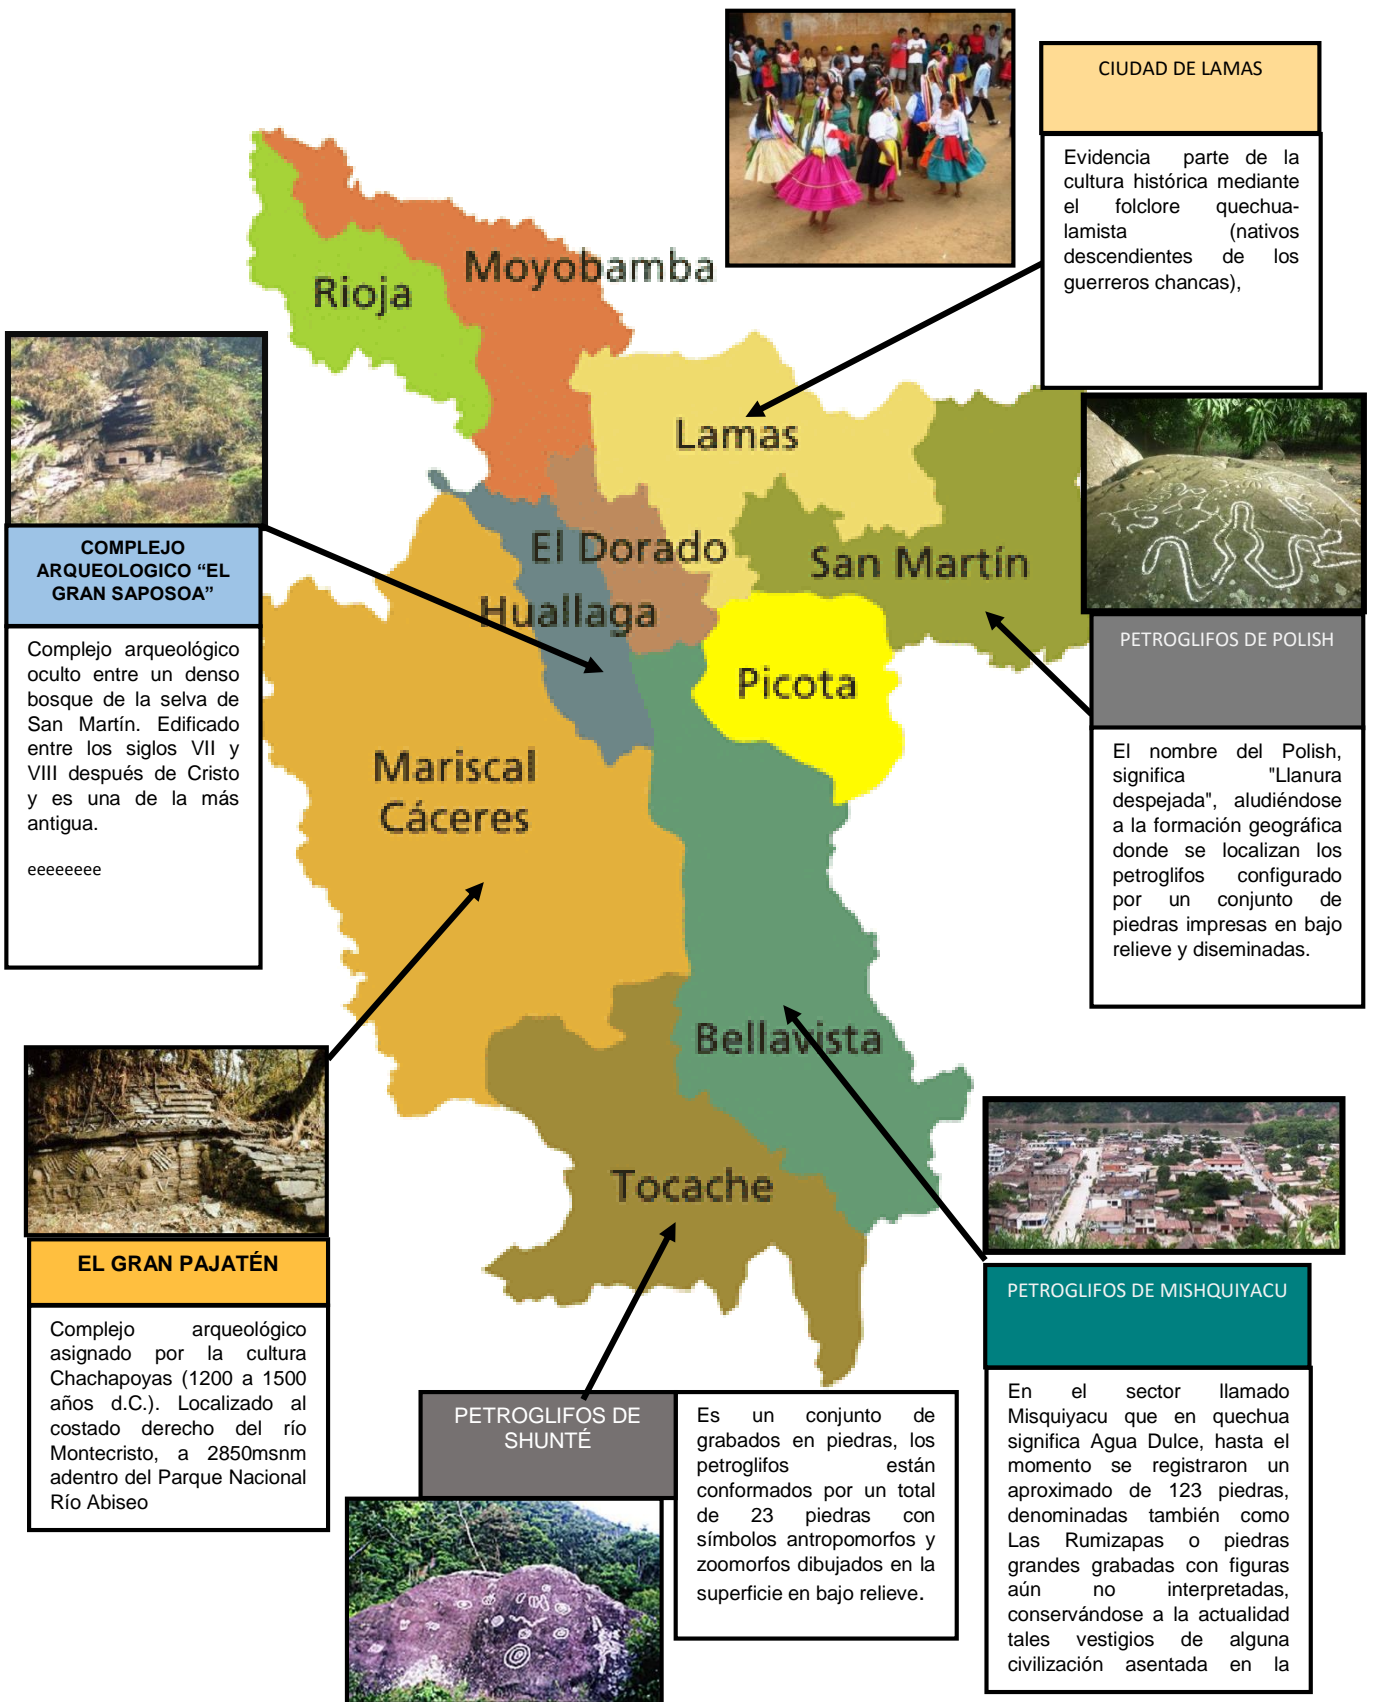 CIUDAD DE LAMAS
Evidencia parte de la
cultura histórica mediante
el folclore quechua-
lamista (nativos
descendientes de los
guerreros chancas),
Moyobamba
Rioja
Lamas
El Dorado
San Martín
Huallaga
Picota
Mariscal
Cáceres
Bellavista
Tocache
COMPLEJO
ARQUEOLOGICO “EL
GRAN SAPOSOA”
Complejo arqueológico
oculto entre un denso
bosque de la selva de
San Martín. Edificado
entre los siglos VII y
VIII después de Cristo
y es una de la más
antigua.
eeeeeeee
PETROGLIFOS DE POLISH
El nombre del Polish,
significa "Llanura
despejada", aludiéndose
a la formación geográfica
donde se localizan los
petroglifos configurado
por un conjunto de
piedras impresas en bajo
relieve y diseminadas.
EL GRAN PAJATÉN
Complejo arqueológico
asignado por la cultura
Chachapoyas (1200 a 1500
años d.C.). Localizado al
costado derecho del río
Montecristo, a 2850msnm
adentro del Parque Nacional
Río Abiseo
PETROGLIFOS DE
SHUNTÉ
Es un conjunto de
grabados en piedras, los
petroglifos están
conformados por un total
de 23 piedras con
símbolos antropomorfos y
zoomorfos dibujados en la
superficie en bajo relieve.
PETROGLIFOS DE MISHQUIYACU
En el sector llamado
Misquiyacu que en quechua
significa Agua Dulce, hasta el
momento se registraron un
aproximado de 123 piedras,
denominadas también como
Las Rumizapas o piedras
grandes grabadas con figuras
aún no interpretadas,
conservándose a la actualidad
tales vestigios de alguna
civilización asentada en la